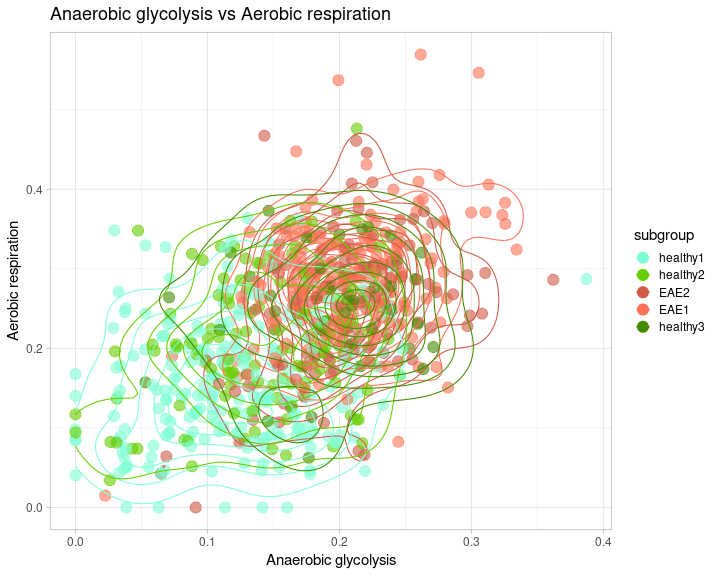 Anaerobic glycolysis vs Aerobic respiration
Aerobic respiration
0.4
0.2
0.0
0.0 0.1 0.2 0.3 0.4
Anaerobic glycolysis
subgroup
healthy1
healthy2
EAE2
EAE1
healthy3